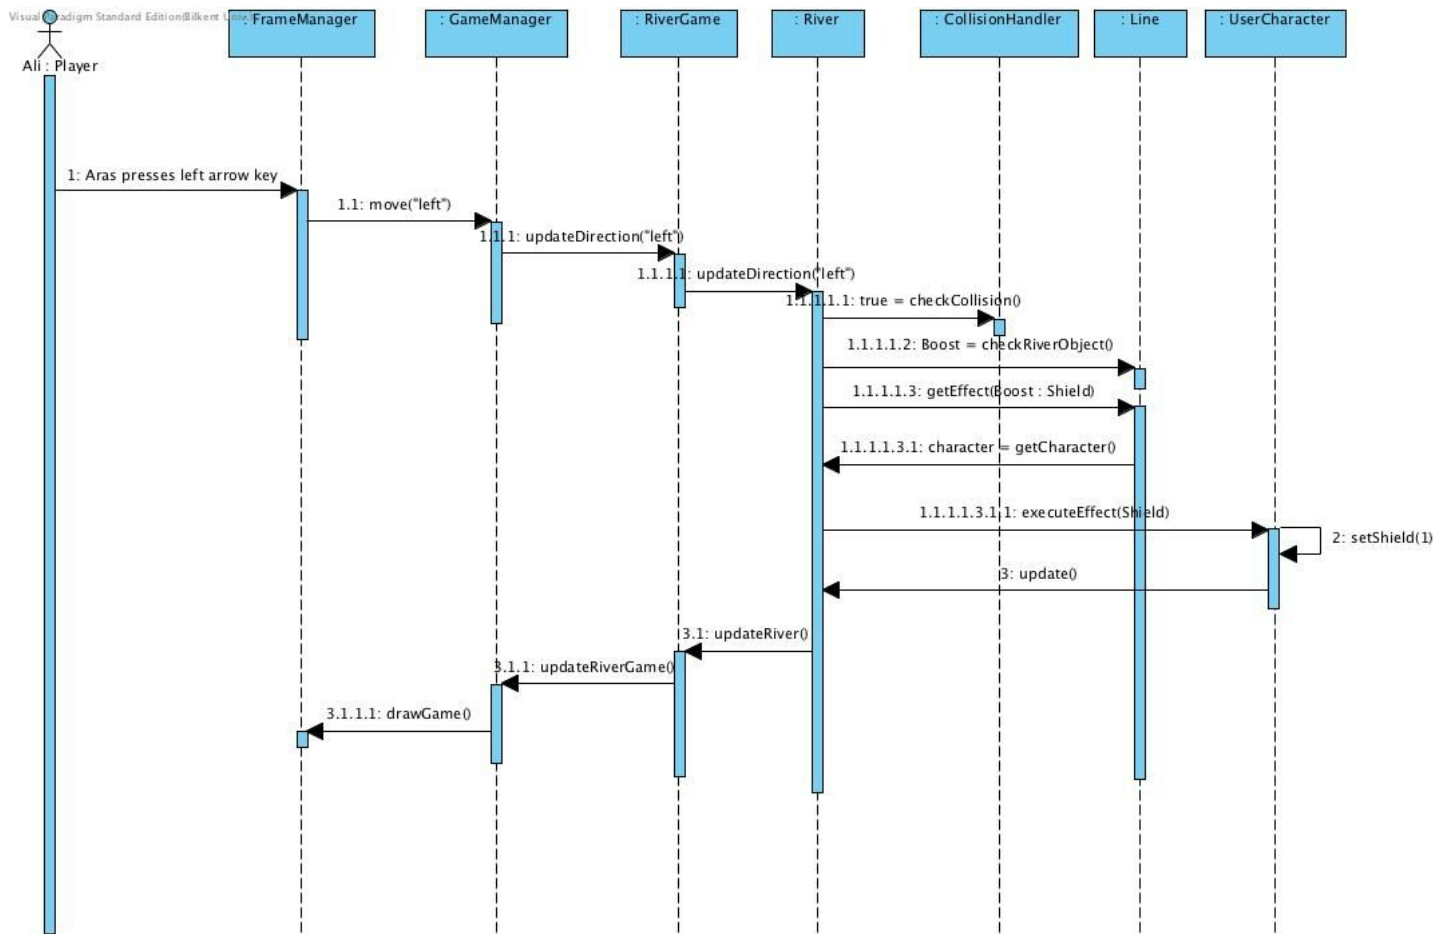 Visual Paradigm Standard Edition(Bilkent Univ.)
: FrameManager
: GameManager
: RiverGame
: River
: CollisionHandler
: Line
: UserCharacter
Ali : Player
1: Aras presses left arrow key
1.1: move("left")
1.1.1: updateDirection("left")
1.1.1.1: updateDirection("left")
1.1.1.1.1: true = checkCollision()
1.1.1.1.2: Boost = checkRiverObject()
1.1.1.1.3: getEffect(Boost : Shield)
1.1.1.1.3.1: character = getCharacter()
1.1.1.1.3.1.1: executeEffect(Shield)
2: setShield(1)
3: update()
3.1: updateRiver()
3.1.1: updateRiverGame()
3.1.1.1: drawGame()